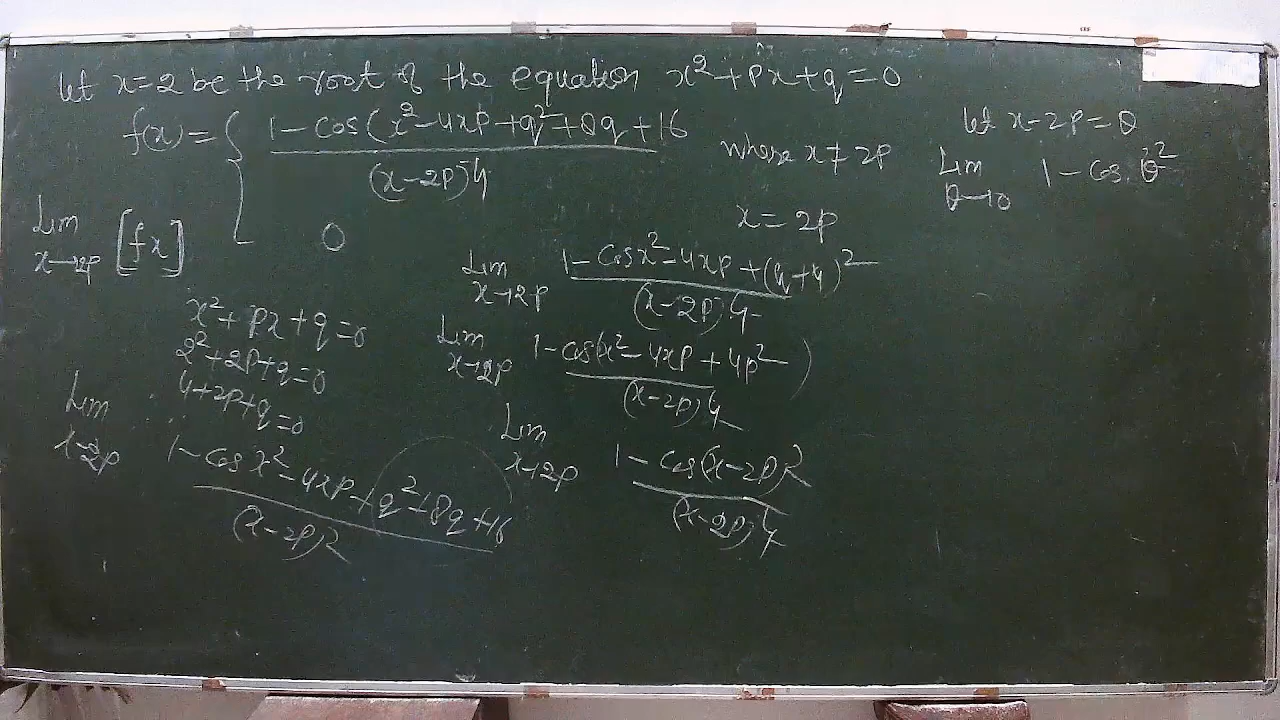 let x=2 be the root of the equation x²+px+q=0
f(x)= { 1-cos(x²-4xp+q²+8q+16
(x-2p)4
where x≠2p
0
x=2p
Lim
x→2p [fx]
x²+px+q=0
2²+2p+q=0
4+2p+q=0
Lim
x→2p
1-cosx²-4xp+q²+8q+16
(x-2p)2
Lim
x→2p
1-cosx²-4xp+(q+4)²
(x-2p)4
Lim
x→2p
1-cos(x²-4xp+4p²)
(x-2p)4
Lim
x→2p
1-cos(x-2p)2
(x-2p)4
let x-2p=θ
Lim
θ→0
1-cos θ²